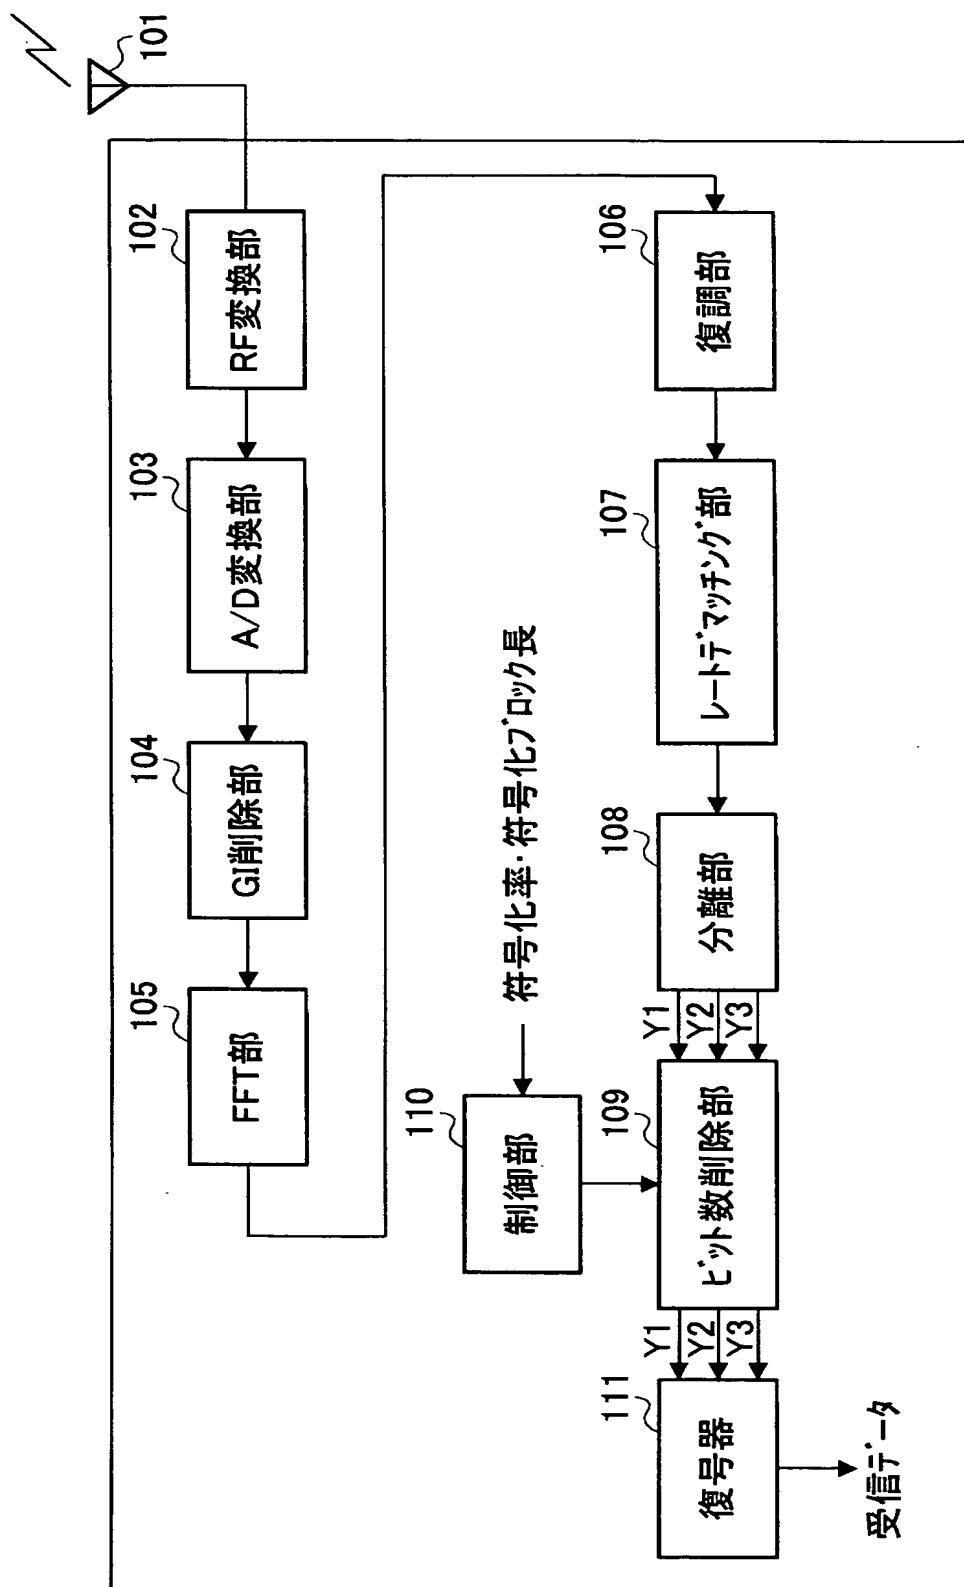 101
102
RF変換部
103
A/D変換部
104
GI削除部
105
FFT部
106
復調部
107
レートデマッチング部
108
分離部
Y1
Y2
Y3
符号化率・符号化ブロック長
110
制御部
109
ビット数削除部
Y1
Y2
Y3
111
復号器
受信データ